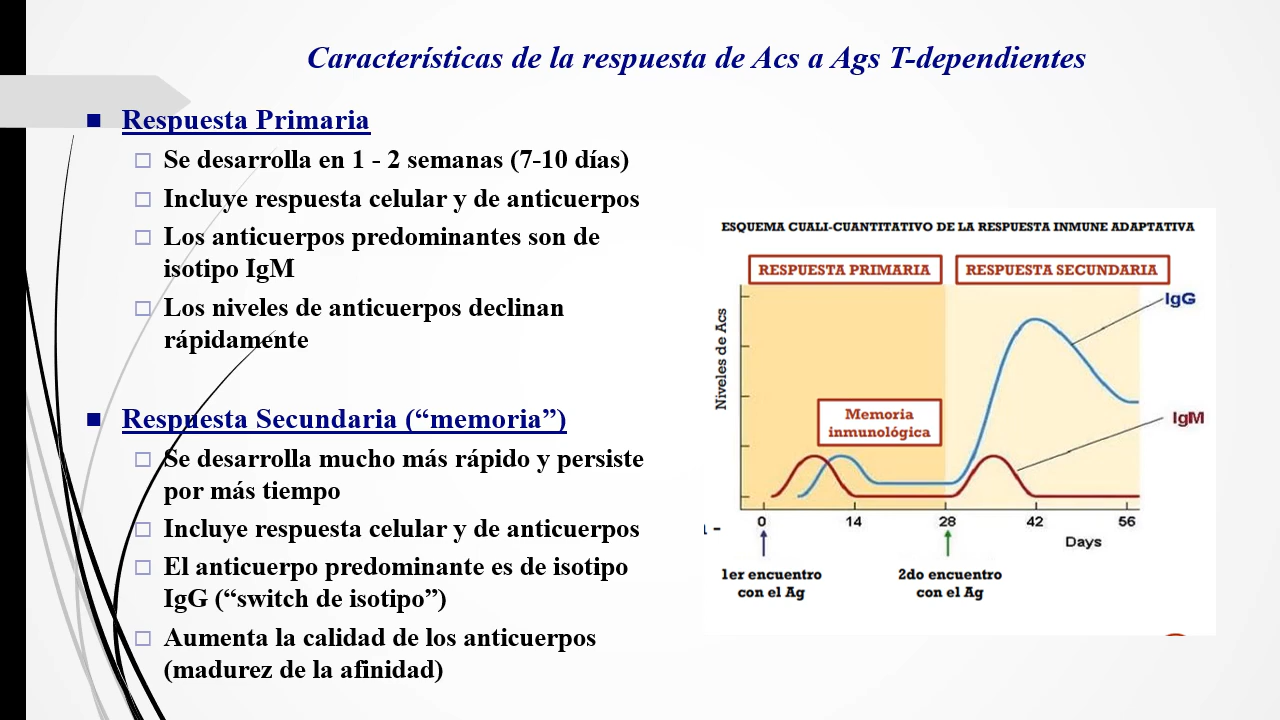 Características de la respuesta de Acs a Ags T-dependientes
Respuesta Primaria
Se desarrolla en 1 - 2 semanas (7-10 días)
Incluye respuesta celular y de anticuerpos
Los anticuerpos predominantes son de
isotipo IgM
Los niveles de anticuerpos declinan
rápidamente
Respuesta Secundaria (“memoria”)
Se desarrolla mucho más rápido y persiste
por más tiempo
Incluye respuesta celular y de anticuerpos
El anticuerpo predominante es de isotipo
IgG (“switch de isotipo”)
Aumenta la calidad de los anticuerpos
(madurez de la afinidad)
ESQUEMA CUALI-CUANTITATIVO DE LA RESPUESTA INMUNE ADAPTATIVA
RESPUESTA PRIMARIA
RESPUESTA SECUNDARIA
IgG
Niveles de Acs
Memoria
inmunológica
IgM
0 14 28 42 56
Days
1er encuentro
con el Ag
2do encuentro
con el Ag